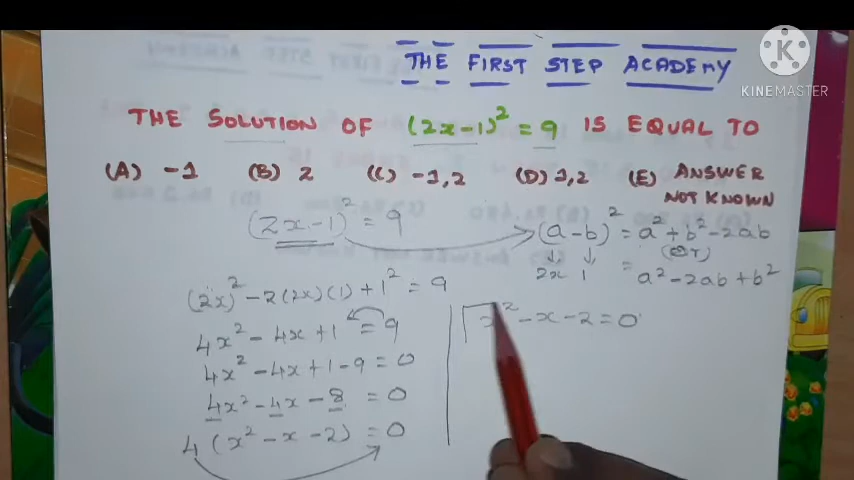 THE FIRST STEP ACADEMY
K
KINEMASTER
THE SOLUTION OF (2x-1)² = 9 IS EQUAL TO
(A) -1 (B) 2 (C) -1,2 (D) 1,2 (E) ANSWER NOT KNOWN
(2x-1)² = 9
(a-b)² = a² + b² - 2ab
(or)
2x 1 = a² - 2ab + b²
(2x)² - 2(2x)(1) + 1² = 9
4x² - 4x + 1 = 9
4x² - 4x + 1 - 9 = 0
4x² - 4x - 8 = 0
4(x² - x - 2) = 0
x² - x - 2 = 0